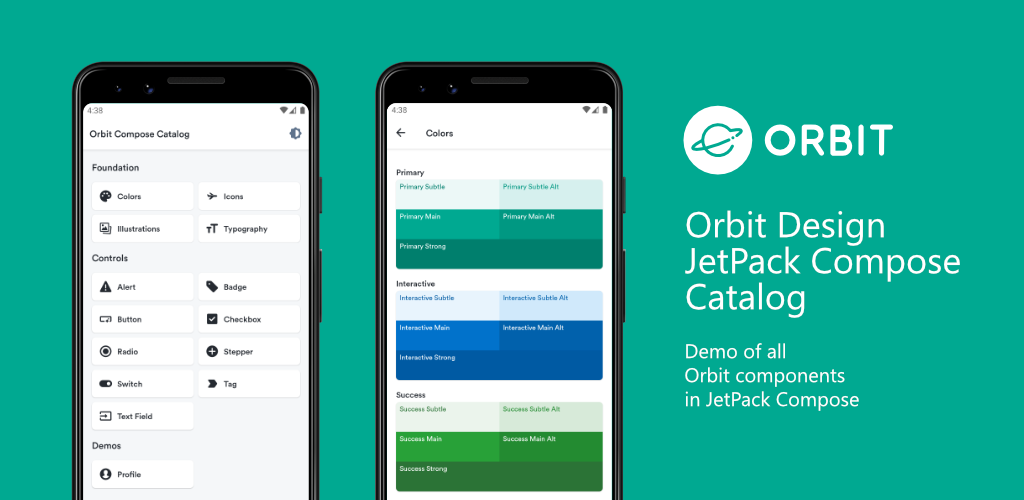 4:38
Orbit Compose Catalog
Foundation
Colors
Icons
Illustrations
Typography
Controls
Alert
Badge
Button
Checkbox
Radio
Stepper
Switch
Tag
Text Field
Demos
Profile
4:38
Colors
Primary
Primary Subtle
Primary Subtle Alt
Primary Main
Primary Main Alt
Primary Strong
Interactive
Interactive Subtle
Interactive Subtle Alt
Interactive Main
Interactive Main Alt
Interactive Strong
Success
Success Subtle
Success Subtle Alt
Success Main
Success Main Alt
Success Strong
ORBIT
Orbit Design
JetPack Compose
Catalog
Demo of all
Orbit components
in JetPack Compose